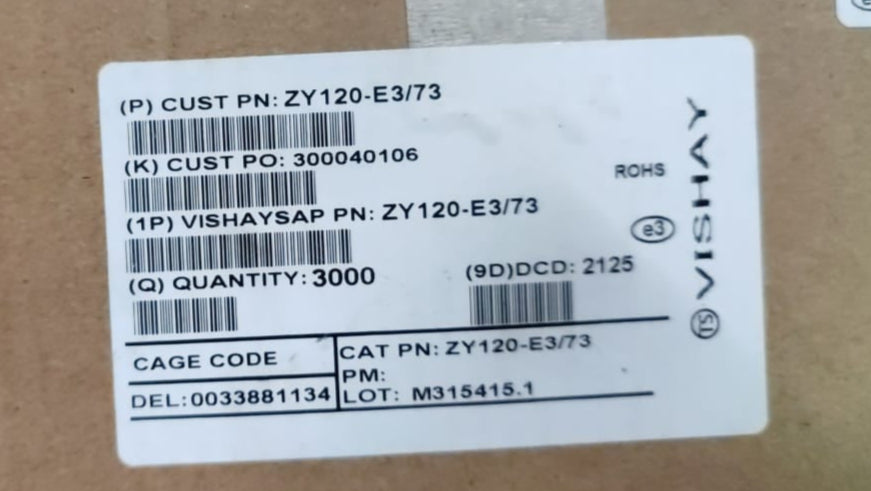 (P) CUST PN: ZY120-E3/73
(K) CUST PO: 300040106
(1P) VISHAYSAP PN: ZY120-E3/73
(Q) QUANTITY: 3000
(9D)DCD: 2125
ROHS
e3
VISHAY
CAGE CODE
DEL:0033881134
CAT PN: ZY120-E3/73
PM:
LOT: M315415.1